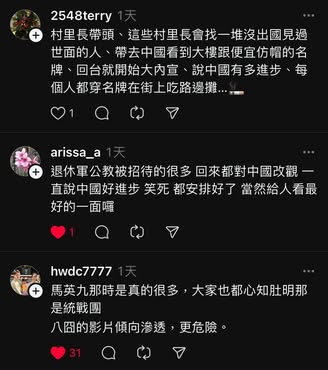 2548terry 1天
村里長帶頭、這些村里長會找一堆沒出國見過
世面的人、帶去中國看到大樓跟便宜仿帽的名
牌、回台就開始大內宣、說中國有多進步、每
個人都穿名牌在街上吃路邊攤...
1
arissa_a 1天
退休軍公教被招待的很多 回來都對中國改觀 一
直說中國好進步 笑死 都安排好了 當然給人看最
好的一面囉
1
hwdc7777 1天
馬英九那時是真的很多，大家也都心知肚明那
是統戰團
八囧的影片傾向滲透，更危險。
31